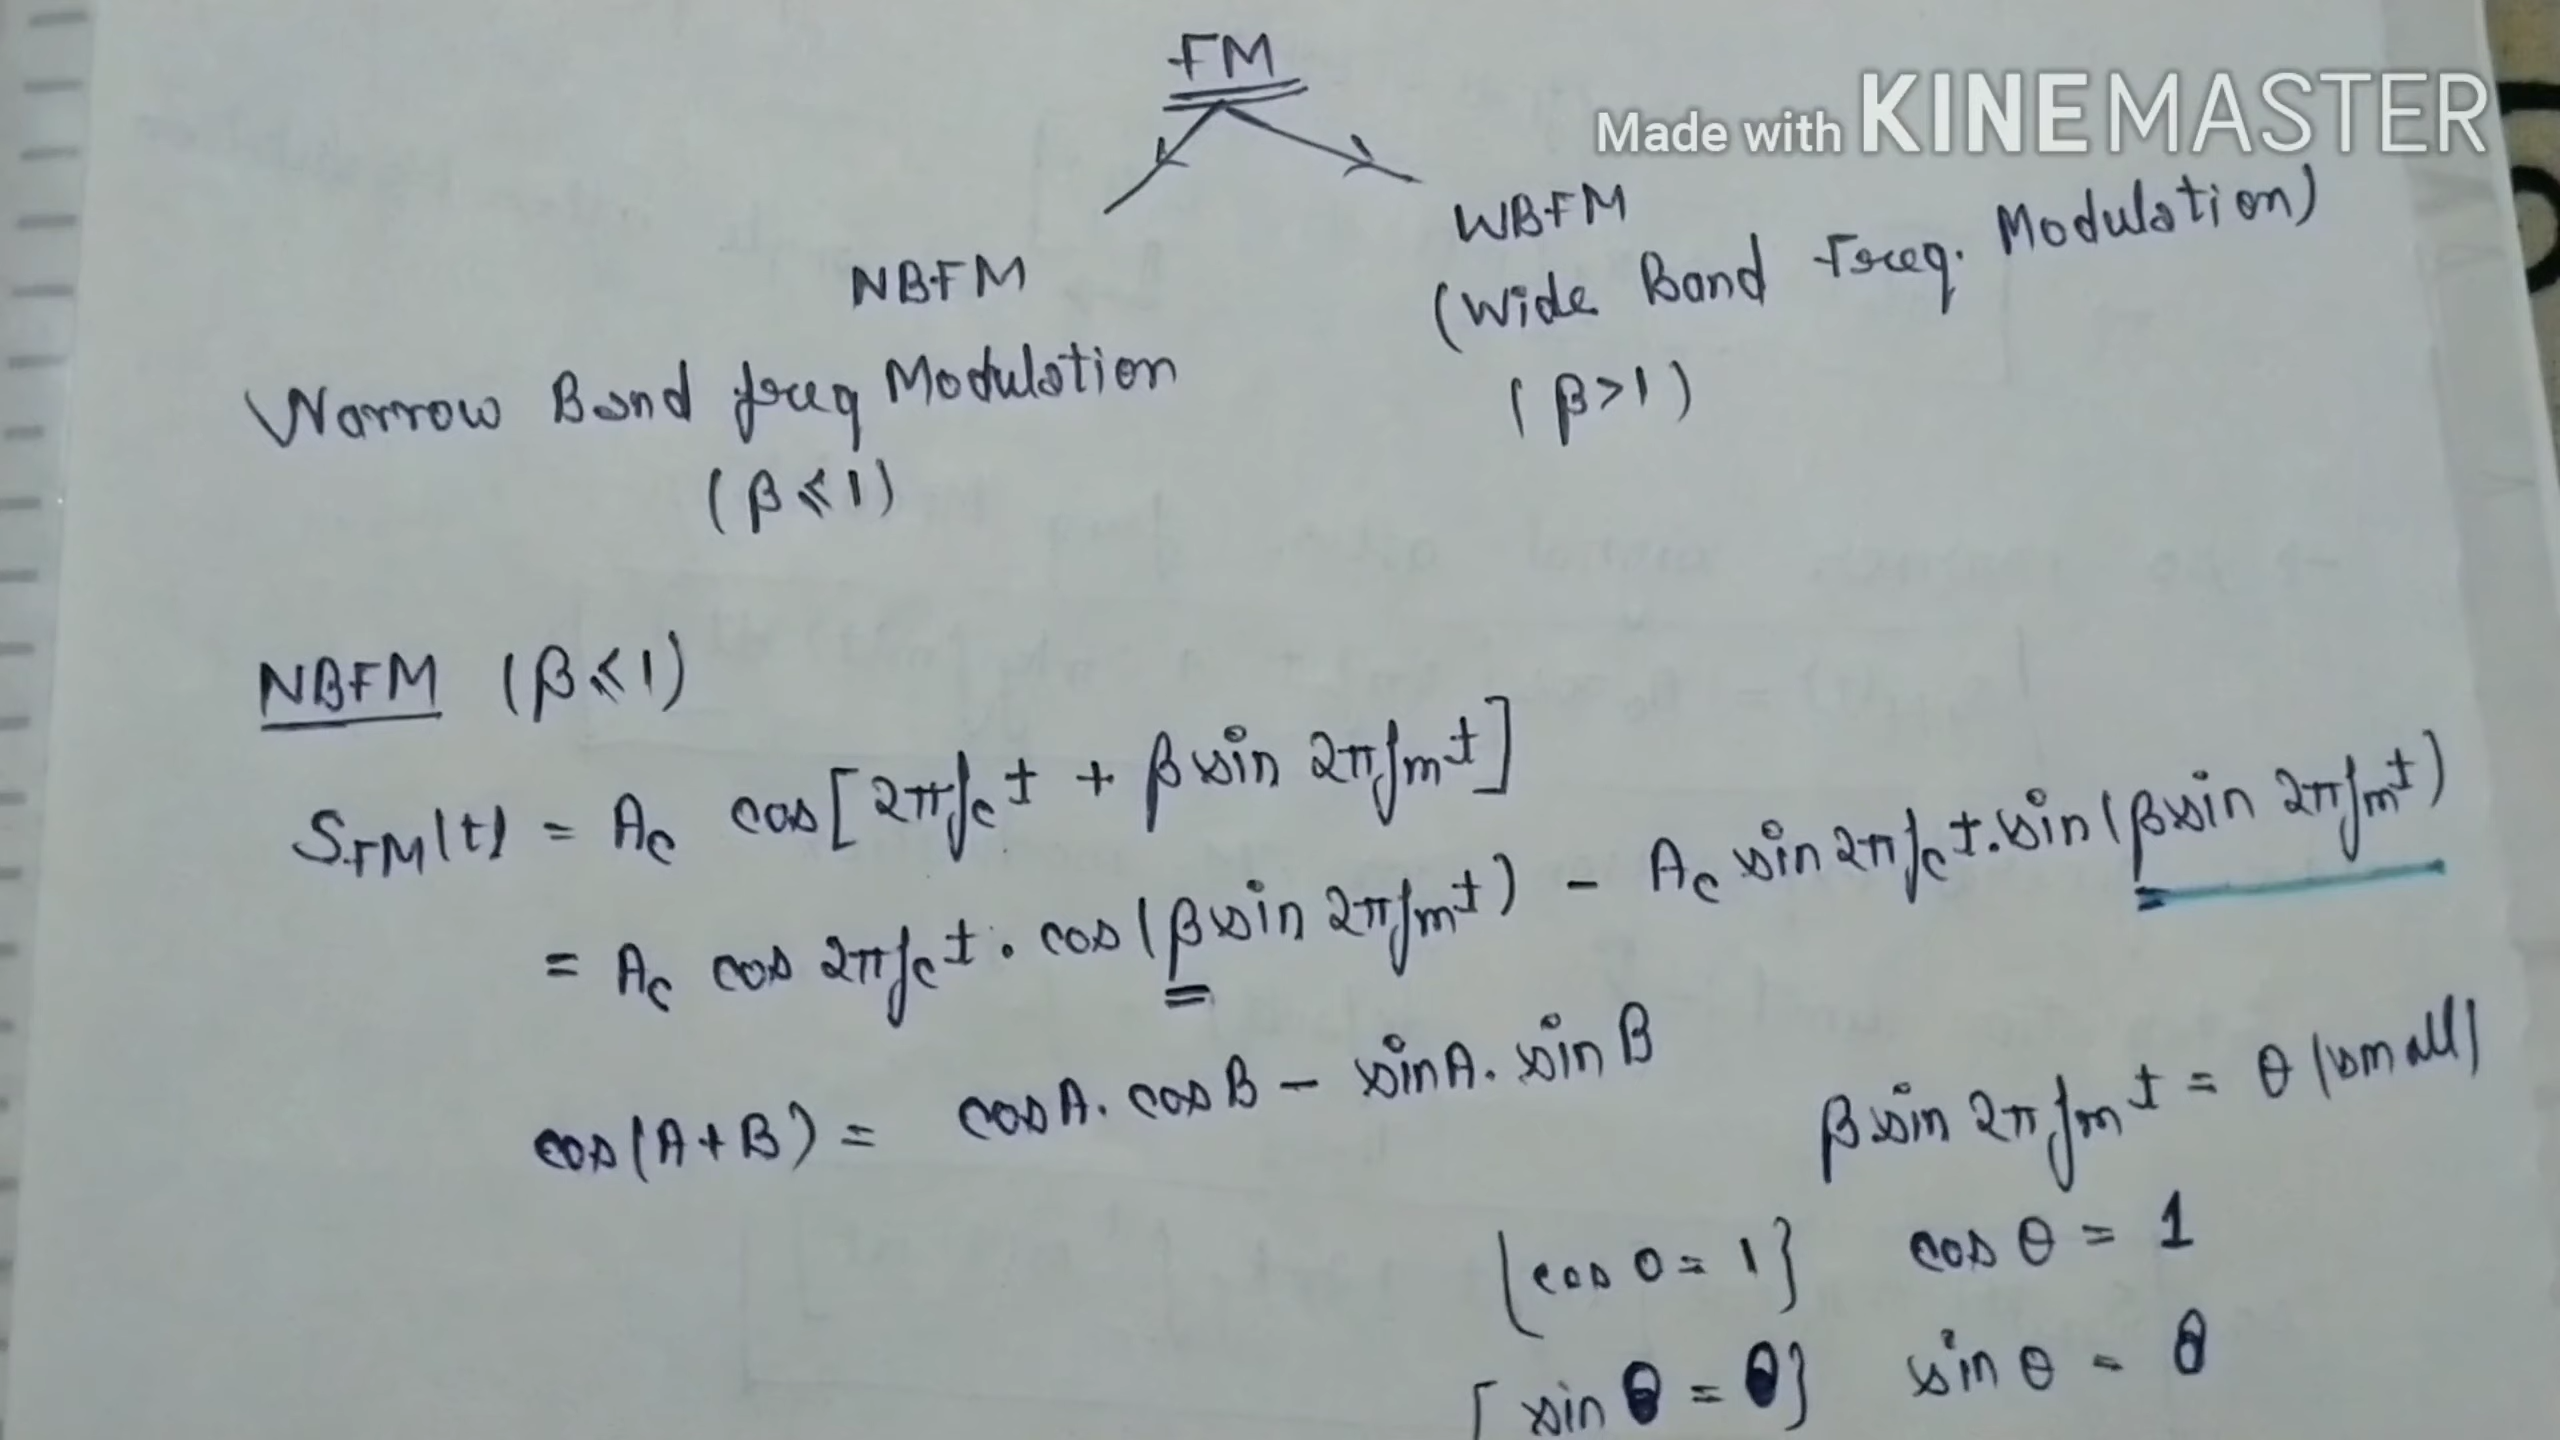 FM
Made with KINEMASTER
WBFM
(Wide Band Freq. Modulation)
(β>1)
NBFM
Narrow Band freq Modulation
(β⩽1)
NBFM (β⩽1)
SFM(t) = Ac cos[2πfct + β sin 2πfmt]
= Ac cos 2πfct . cos(β sin 2πfmt) - Ac sin 2πfct . sin(β sin 2πfmt)
cos(A+B) = cosA. cosB - sinA. sin B
β sin 2πfmt = θ (small)
[cos 0 = 1} cos θ = 1
[sin θ = θ} sin θ = θ